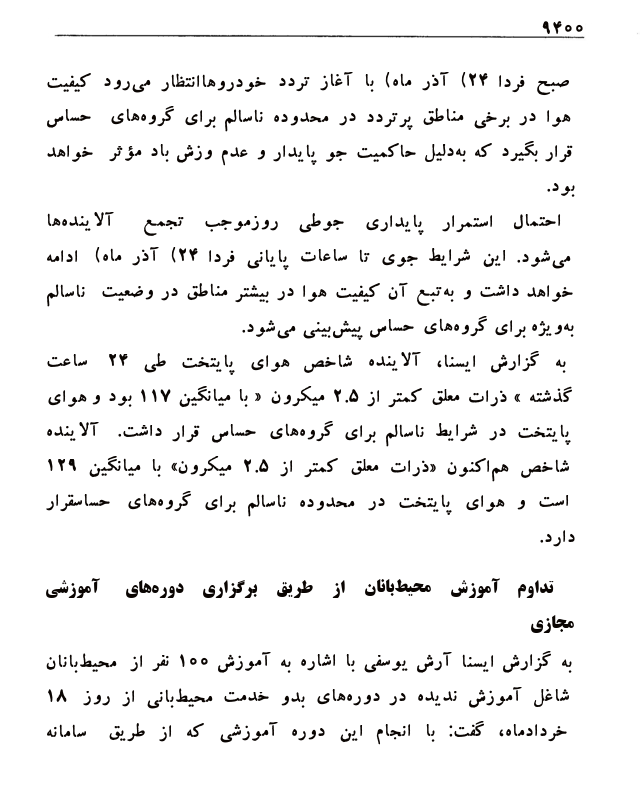 ۹۴۰۰
صبح فردا ۲۴) آذر ماه) با آغاز تردد خودروهاانتظار می‌رود کیفیت
هوا در برخی مناطق پرتردد در محدوده ناسالم برای گروه‌های حساس
قرار بگیرد که به‌دلیل حاکمیت جو پایدار و عدم وزش باد مؤثر خواهد
بود.
احتمال استمرار پایداری جوطی روزموجب تجمع آلاینده‌ها
می‌شود. این شرایط جوی تا ساعات پایانی فردا ۲۴) آذر ماه) ادامه
خواهد داشت و به‌تبع آن کیفیت هوا در بیشتر مناطق در وضعیت ناسالم
به‌ویژه برای گروه‌های حساس پیش‌بینی می‌شود.
به گزارش ایسنا، آلاینده شاخص هوای پایتخت طی ۲۴ ساعت
گذشته » ذرات معلق کمتر از ۲.۵ میکرون « با میانگین ۱۱۷ بود و هوای
پایتخت در شرایط ناسالم برای گروه‌های حساس قرار داشت. آلاینده
شاخص هم‌اکنون «ذرات معلق کمتر از ۲.۵ میکرون» با میانگین ۱۲۹
است و هوای پایتخت در محدوده ناسالم برای گروه‌های حساسقرار
دارد.
تداوم آموزش محیط‌بانان از طریق برگزاری دوره‌های آموزشی
مجازی
به گزارش ایسنا آرش یوسفی با اشاره به آموزش ۱۰۰ نفر از محیط‌بانان
شاغل آموزش ندیده در دوره‌های بدو خدمت محیط‌بانی از روز ۱۸
خردادماه، گفت: با انجام این دوره آموزشی که از طریق سامانه